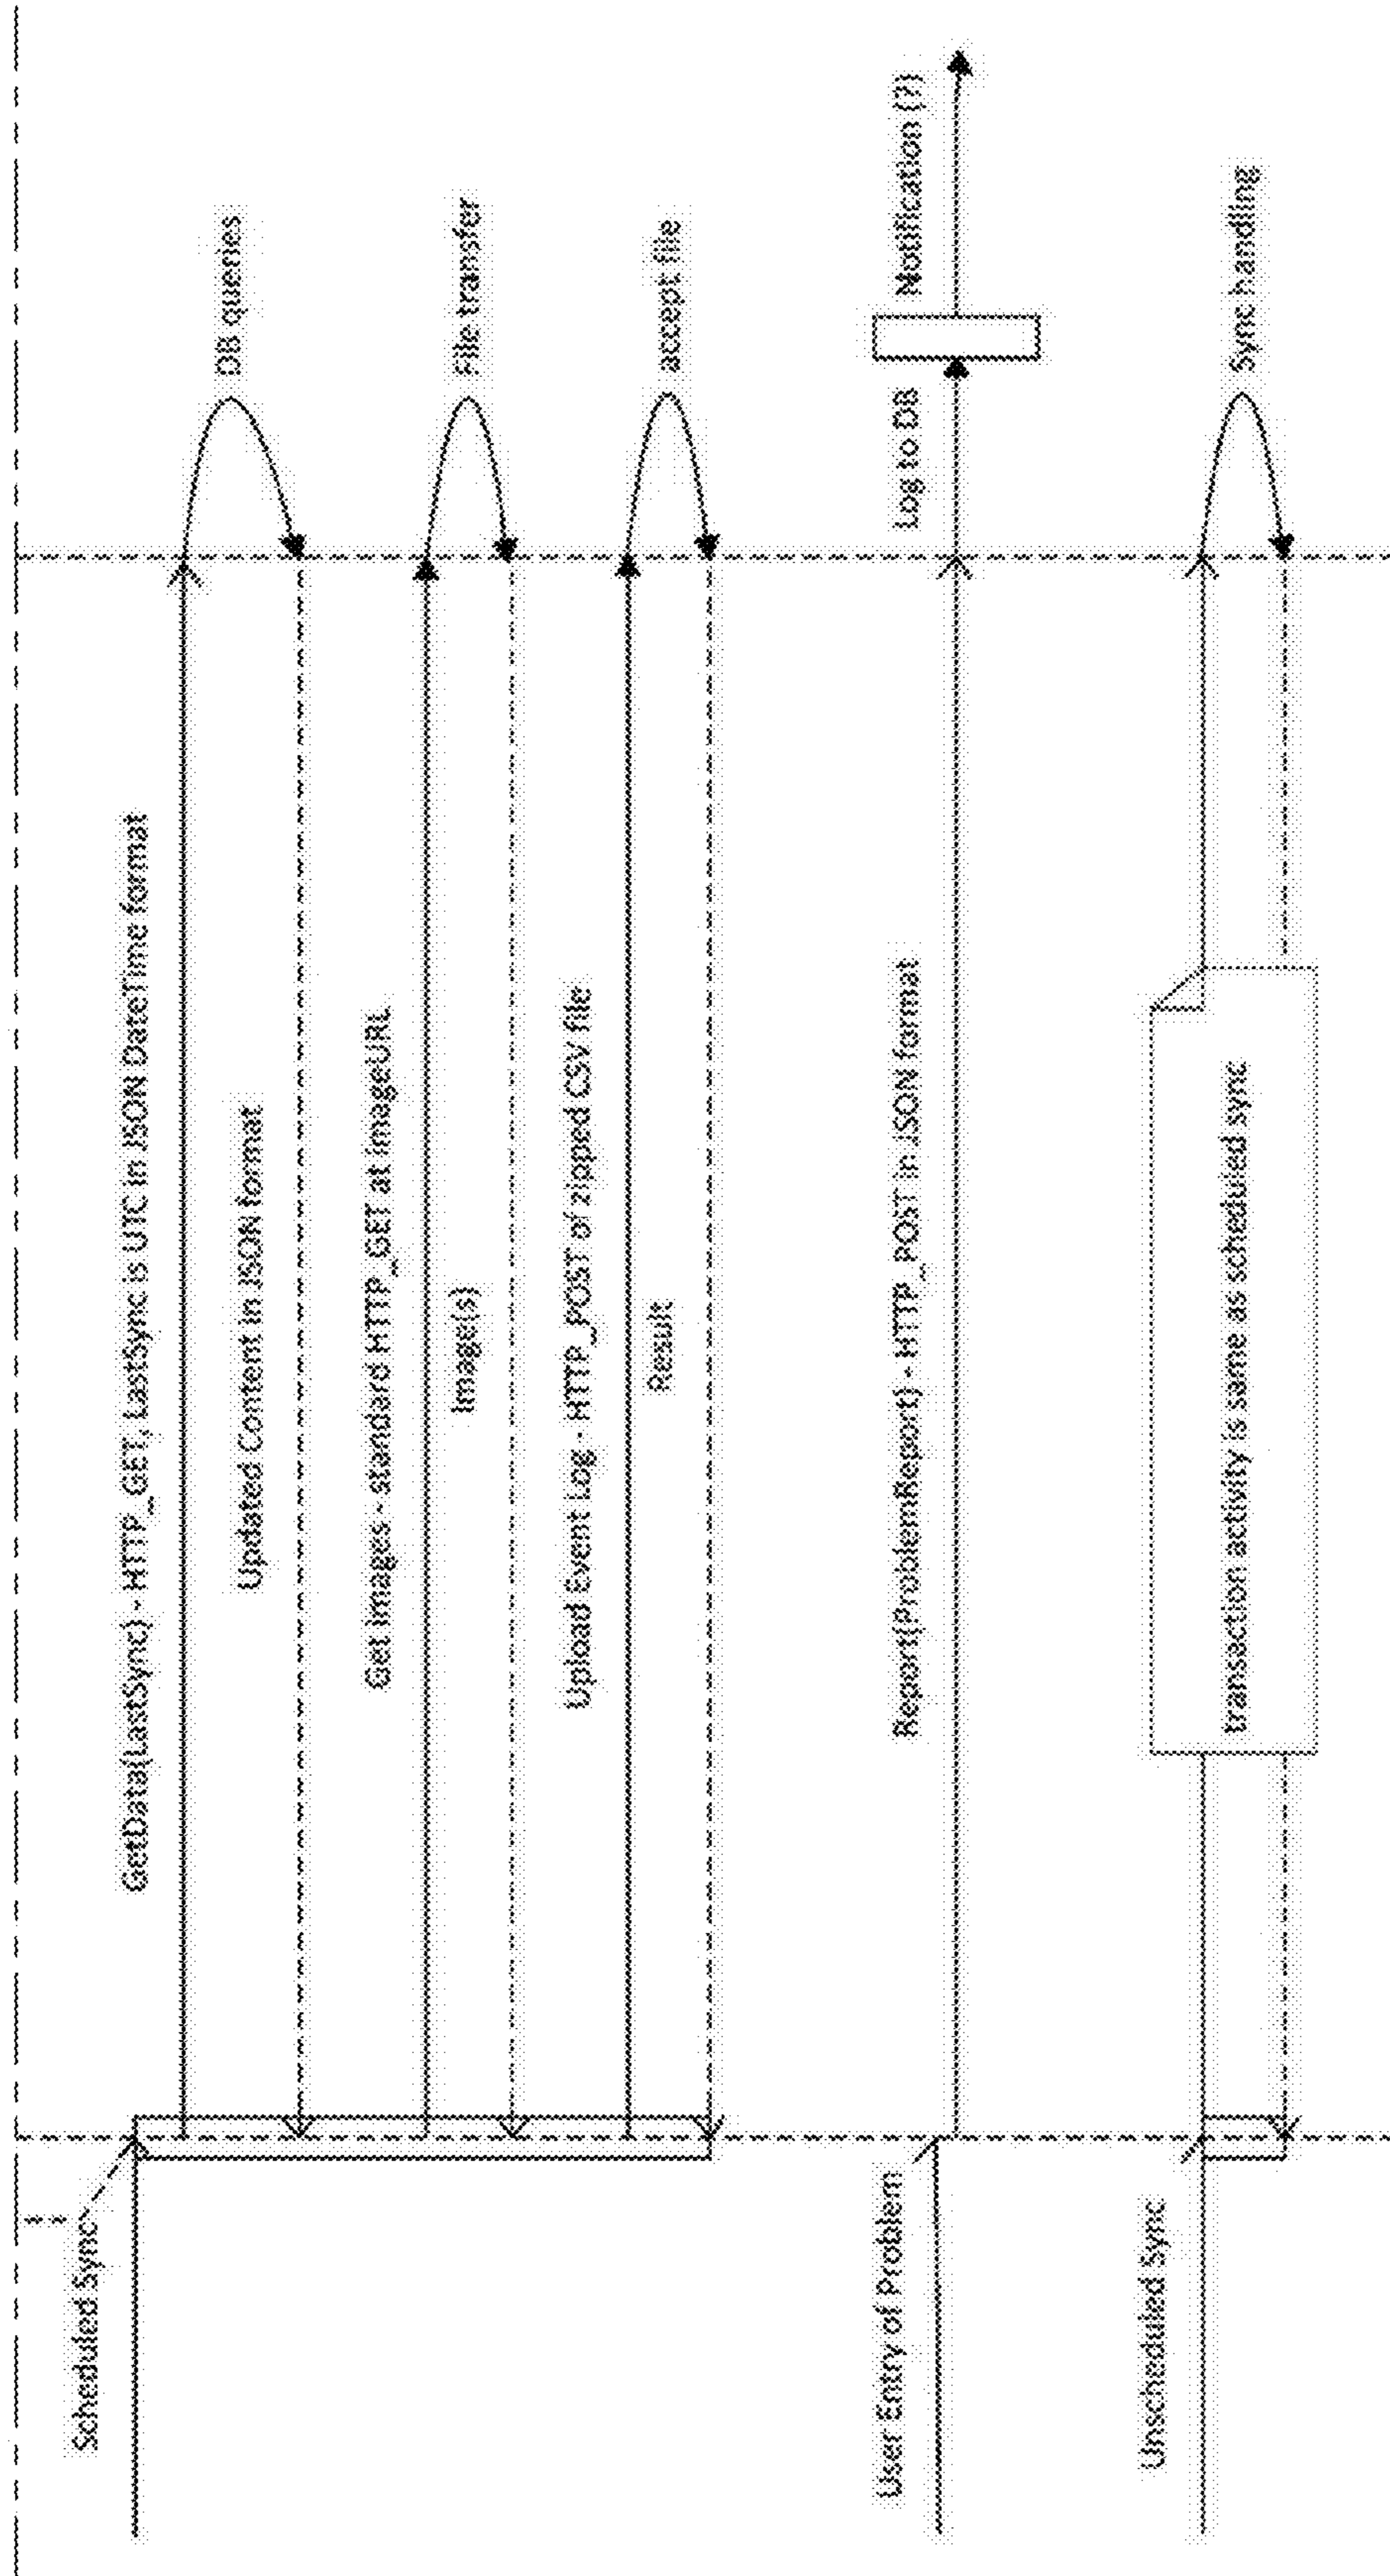 Scheduled Sync
GetData(LastSync) - HTTP_GET, LastSync is UTC in JSON DateTime format
DB queries
Updated Content in JSON format
Get images - standard HTTP_GET at imageURL
File transfer
Image(s)
Upload Event Log - HTTP_POST of zipped CSV file
accept file
Result
User Entry of Problem
Report(ProblemReport) - HTTP_POST in JSON format
Log to DB
Notification (?)
Unscheduled Sync
transaction activity is same as scheduled sync
Sync handling